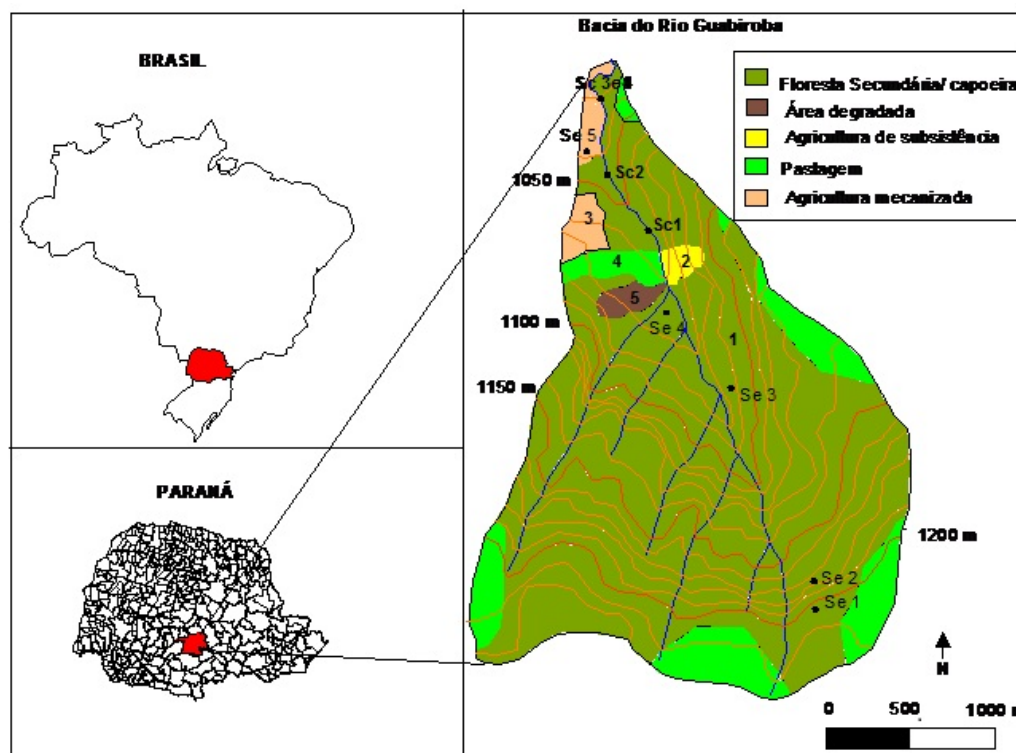 BRASIL
PARANÁ
Bacia do Rio Guabiroba
Floresta Secundária/ capoeira
Área degradada
Agricultura de subsistência
Pastagem
Agricultura mecanizada
Sc 3e4
Se 5
1050 m
Sc2
3
Sc1
4
2
5
1100 m
Se 4
1
1150 m
Se 3
1200 m
Se 2
Se 1
N
0 500 1000 m